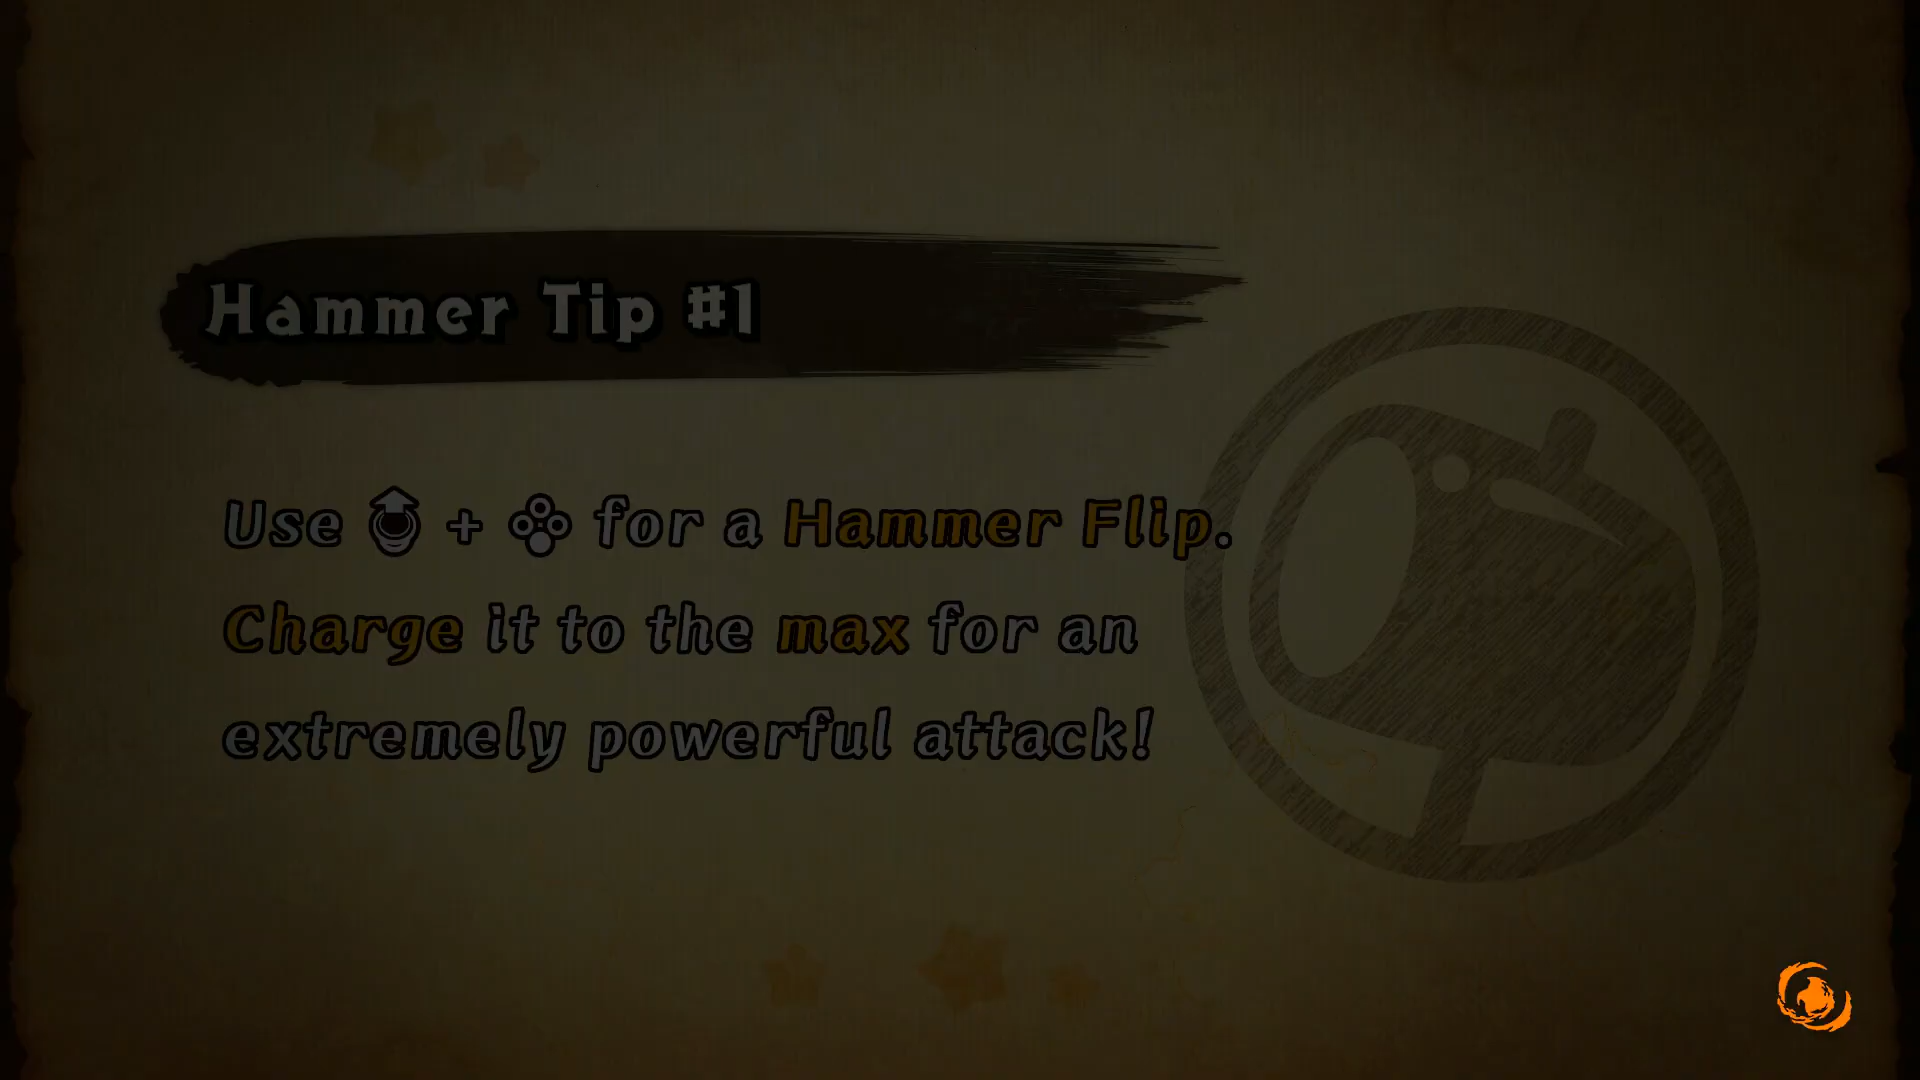 Hammer Tip #1
Use + for a Hammer Flip.
Charge it to the max for an
extremely powerful attack!